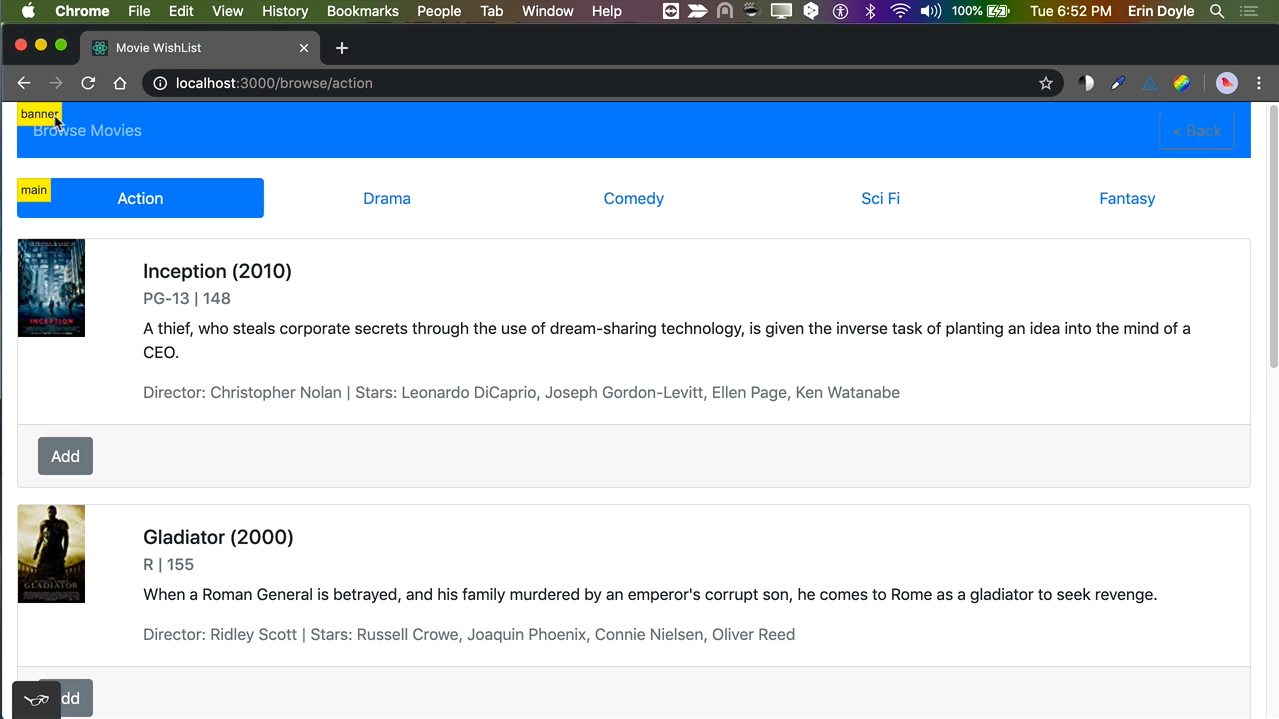 Chrome File Edit View History Bookmarks People Tab Window Help 100% Tue 6:52 PM Erin Doyle
Movie WishList
localhost:3000/browse/action
banner
Browse Movies < Back
main
Action Drama Comedy Sci Fi Fantasy
INCEPTION
Inception (2010)
PG-13 | 148
A thief, who steals corporate secrets through the use of dream-sharing technology, is given the inverse task of planting an idea into the mind of a
CEO.
Director: Christopher Nolan | Stars: Leonardo DiCaprio, Joseph Gordon-Levitt, Ellen Page, Ken Watanabe
Add
GLADIATOR
Gladiator (2000)
R | 155
When a Roman General is betrayed, and his family murdered by an emperor's corrupt son, he comes to Rome as a gladiator to seek revenge.
Director: Ridley Scott | Stars: Russell Crowe, Joaquin Phoenix, Connie Nielsen, Oliver Reed
dd